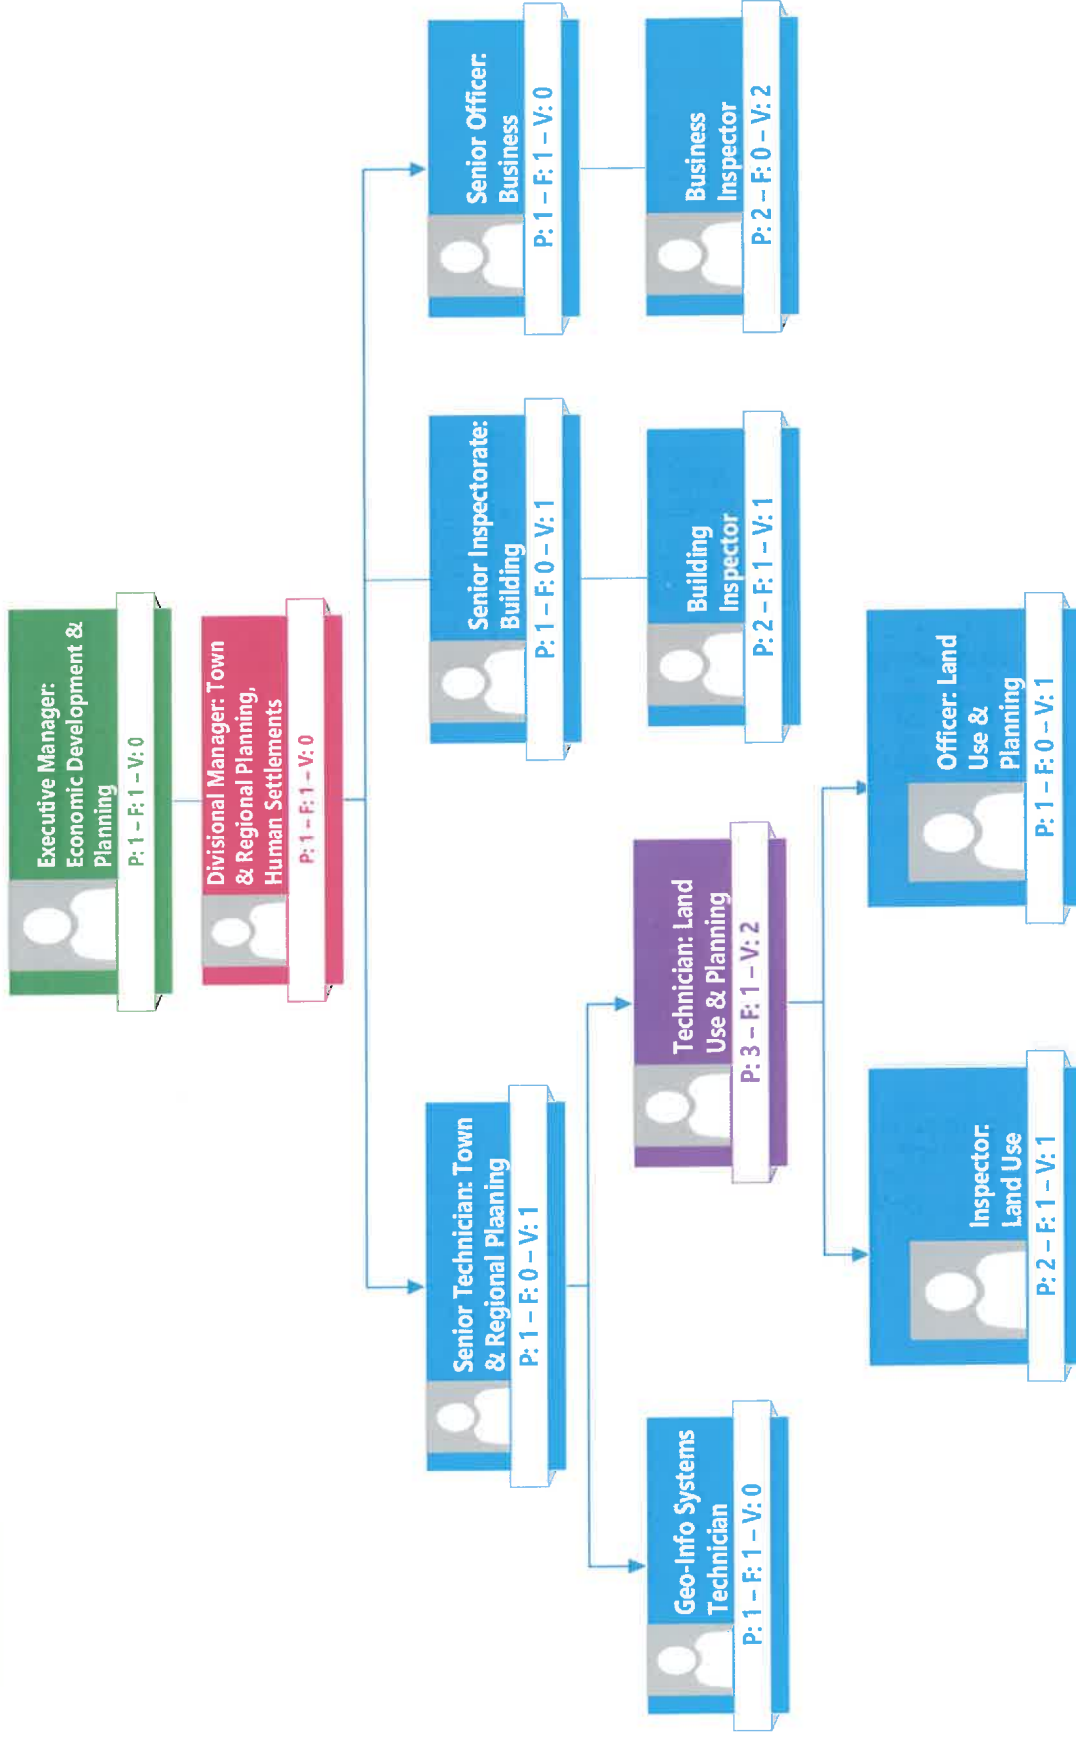 Executive Manager:
Economic Development &
Planning
P: 1 – F: 1 – V: 0
Divisional Manager: Town
& Regional Planning,
Human Settlements
P: 1 – F: 1 – V: 0
Senior Technician: Town
& Regional Plaaning
P: 1 – F: 0 – V: 1
Senior Inspectorate:
Building
P: 1 – F: 0 – V: 1
Senior Officer:
Business
P: 1 – F: 1 – V: 0
Geo-Info Systems
Technician
P: 1 – F: 1 – V: 0
Technician: Land
Use & Planning
P: 3 – F: 1 – V: 2
Building
Inspector
P: 2 – F: 1 – V: 1
Business
Inspector
P: 2 – F: 0 – V: 2
Inspector:
Land Use
P: 2 – F: 1 – V: 1
Officer: Land
Use &
Planning
P: 1 – F: 0 – V: 1